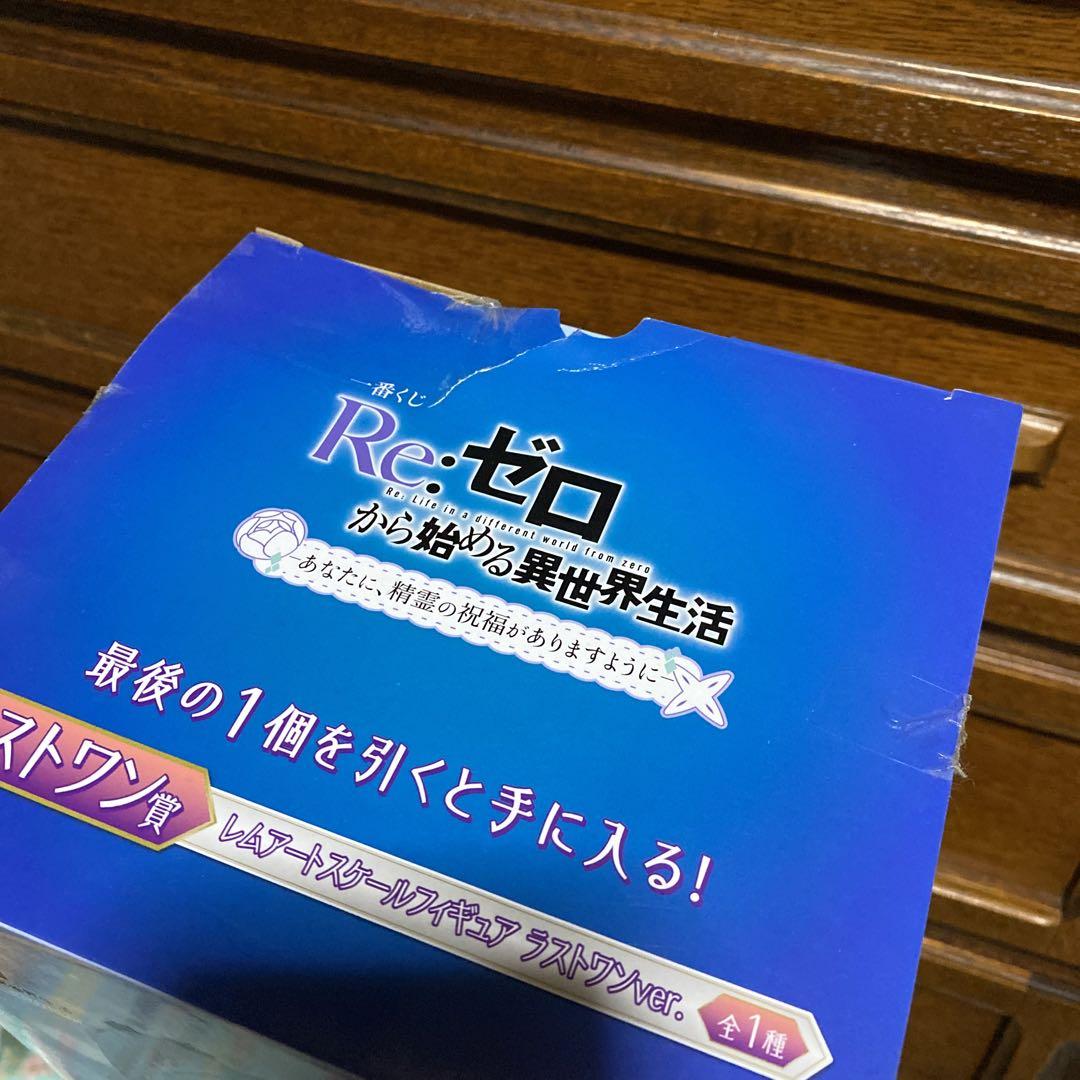 一番くじ
Re:ゼロ
Re: Life in a different world from zero
から始める異世界生活
—あなたに、精霊の祝福がありますように—
最後の1個を引くと手に入る!
ストワン賞
レムアートスケールフィギュア ラストワンver.
全1種